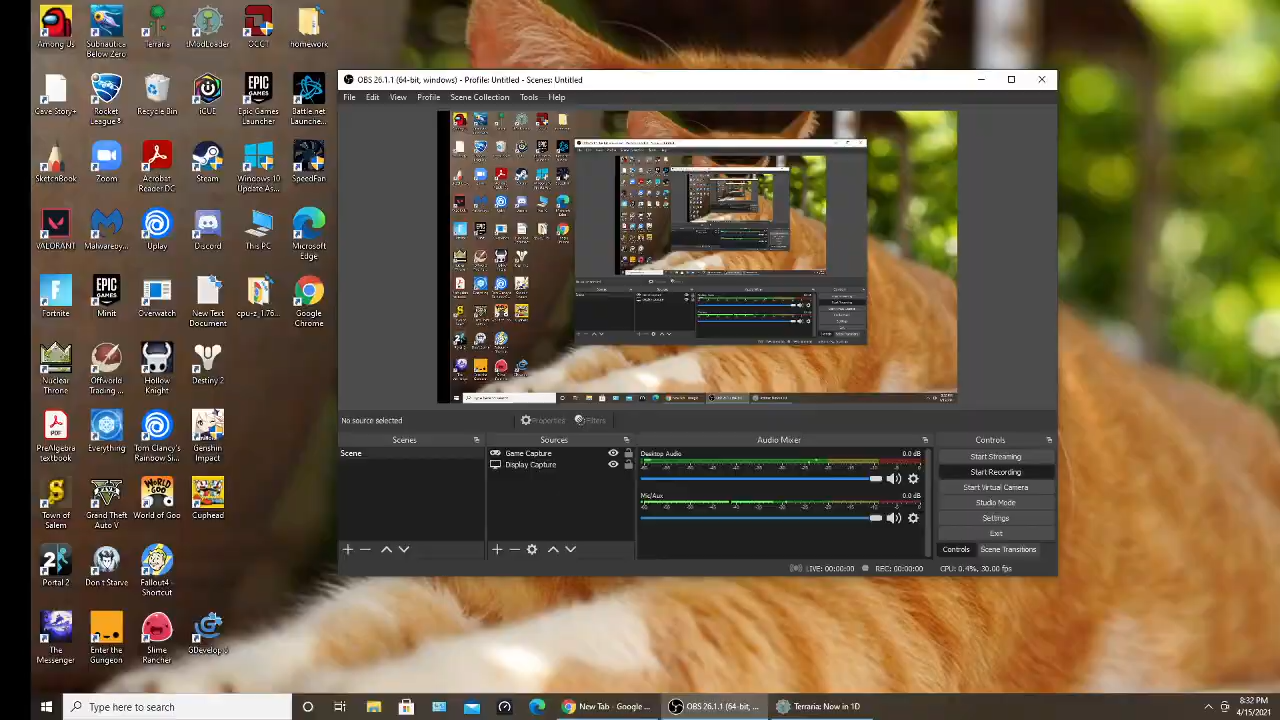 Among Us
Subnautica Below Zero
Terraria
tModLoader
OCCT
homework
Cave Story+
Rocket League 3
Recycle Bin
iCUE
Epic Games Launcher
Battle.net Launche...
SketchBook
Zoom
Acrobat Reader DC
Steam
Windows 10 Update As...
SpeedFan
VALORANT
Malwareby...
Uplay
Discord
This PC
Microsoft Edge
Fortnite
New Text Document
cpu-z_1.76...
Google Chrome
Nuclear Throne
Offworld Trading ...
Hollow Knight
Destiny 2
PreAlgebra textbook
Everything
Tom Clancy's Rainbow Si...
Genshin Impact
Town of Salem
Grand Theft Auto V
World of Goo
Cuphead
Portal 2
Don't Starve
Fallout4 - Shortcut
The Messenger
Enter the Gungeon
Slime Rancher
GDevelop 5
OBS 26.1.1 (64-bit, windows) - Profile: Untitled - Scenes: Untitled
File Edit View Profile Scene Collection Tools Help
No source selected
Properties Filters
Scenes
Scene
Sources
Game Capture
Display Capture
Audio Mixer
Desktop Audio 0.0 dB
Mic/Aux 0.0 dB
Controls
Start Streaming
Start Recording
Start Virtual Camera
Studio Mode
Settings
Exit
Controls Scene Transitions
LIVE: 00:00:00 REC: 00:00:00 CPU: 0.4%, 30.00 fps
Type here to search
New Tab - Google ...
OBS 26.1.1 (64-bit, ...
Terraria: Now in 1D
8:32 PM
4/15/2021